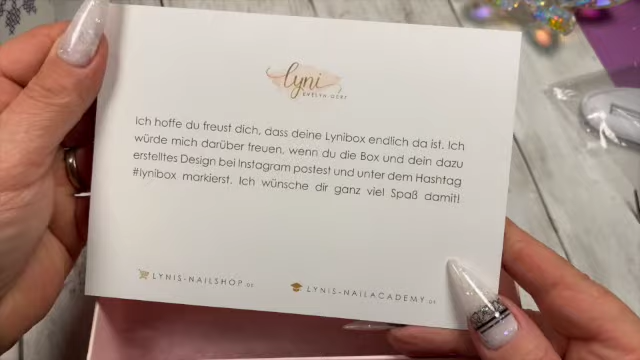 lyni
EVELYN OERT
Ich hoffe du freust dich, dass deine Lynibox endlich da ist. Ich
würde mich darüber freuen, wenn du die Box und dein dazu
erstelltes Design bei Instagram postest und unter dem Hashtag
#lynibox markierst. Ich wünsche dir ganz viel Spaß damit!
LYNIS-NAILSHOP.DE
LYNIS-NAILACADEMY.DE